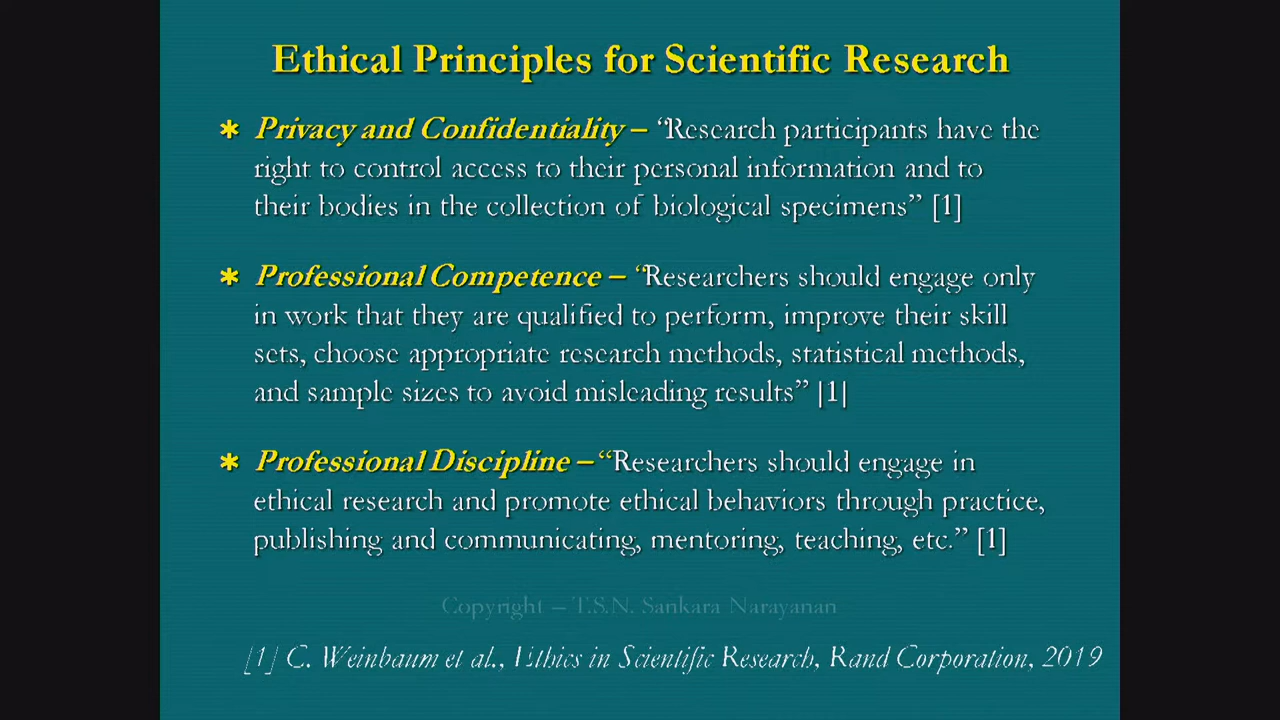 Ethical Principles for Scientific Research
* Privacy and Confidentiality – “Research participants have the
right to control access to their personal information and to
their bodies in the collection of biological specimens” [1]
* Professional Competence – “Researchers should engage only
in work that they are qualified to perform, improve their skill
sets, choose appropriate research methods, statistical methods,
and sample sizes to avoid misleading results” [1]
* Professional Discipline – “Researchers should engage in
ethical research and promote ethical behaviors through practice,
publishing and communicating, mentoring, teaching, etc.” [1]
Copyright – T.S.N. Sankara Narayanan
[1] C. Weinbaum et al., Ethics in Scientific Research, Rand Corporation, 2019